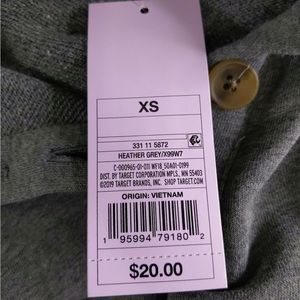 XS
331 11 5872
HEATHER GREY/X99W7
C-000965-01-011 WF18_50A01-0199
DIST. BY TARGET CORPORATION MPLS., MN 55403
©2019 TARGET BRANDS, INC. SHOP TARGET.COM
ORIGIN: VIETNAM
1 95994 79180 2
$20.00